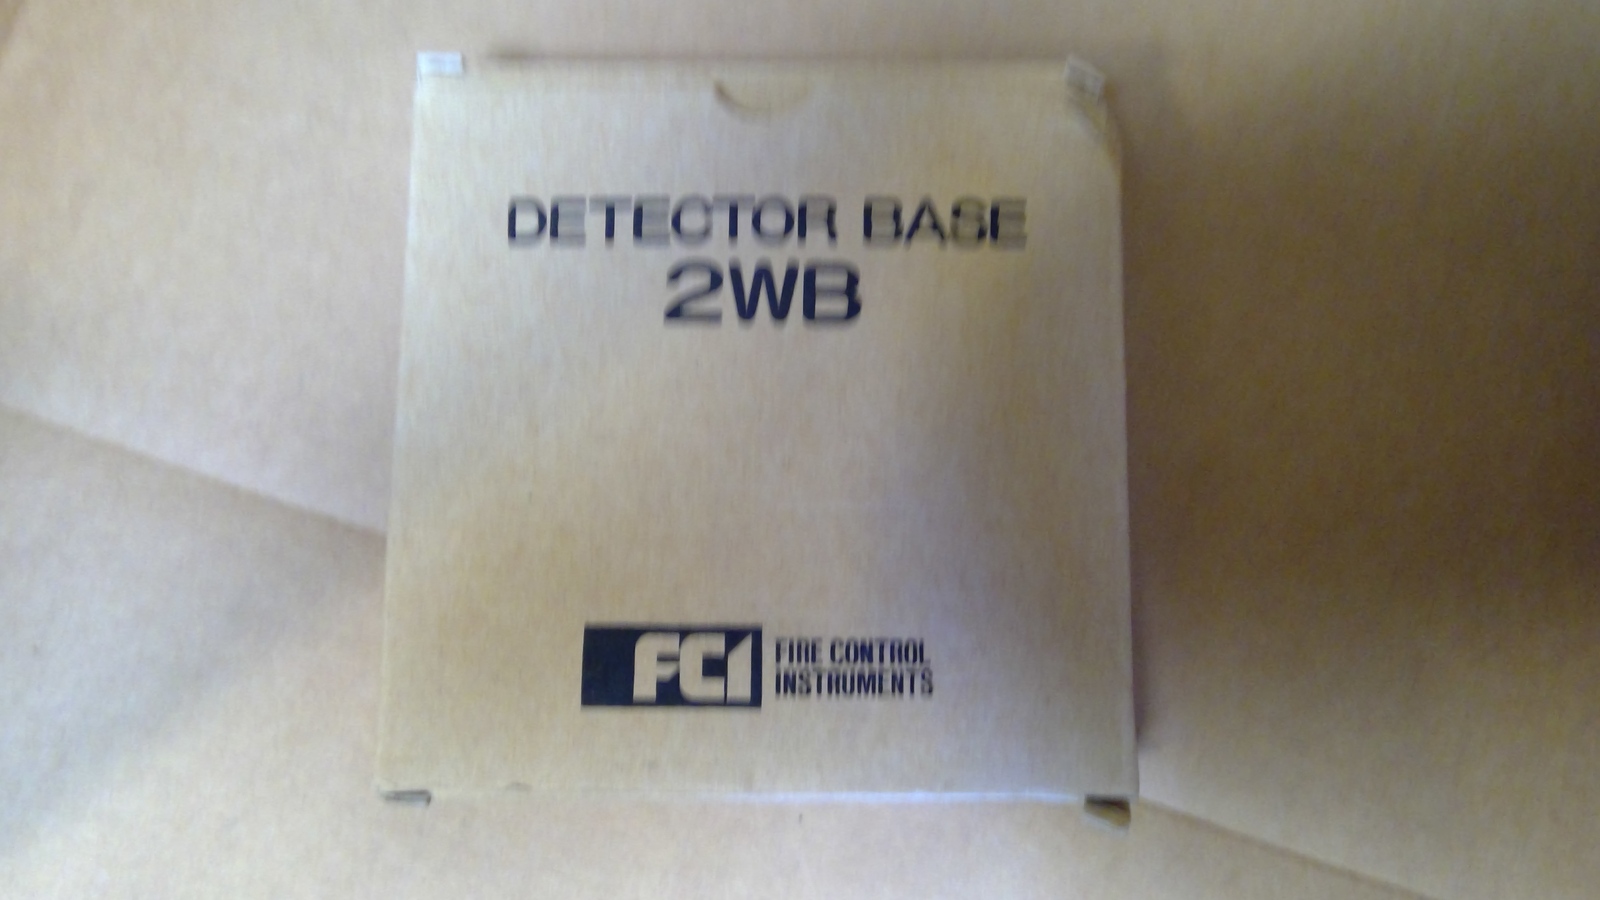 DETECTOR BASE
2WB
FCI FIRE CONTROL
INSTRUMENTS